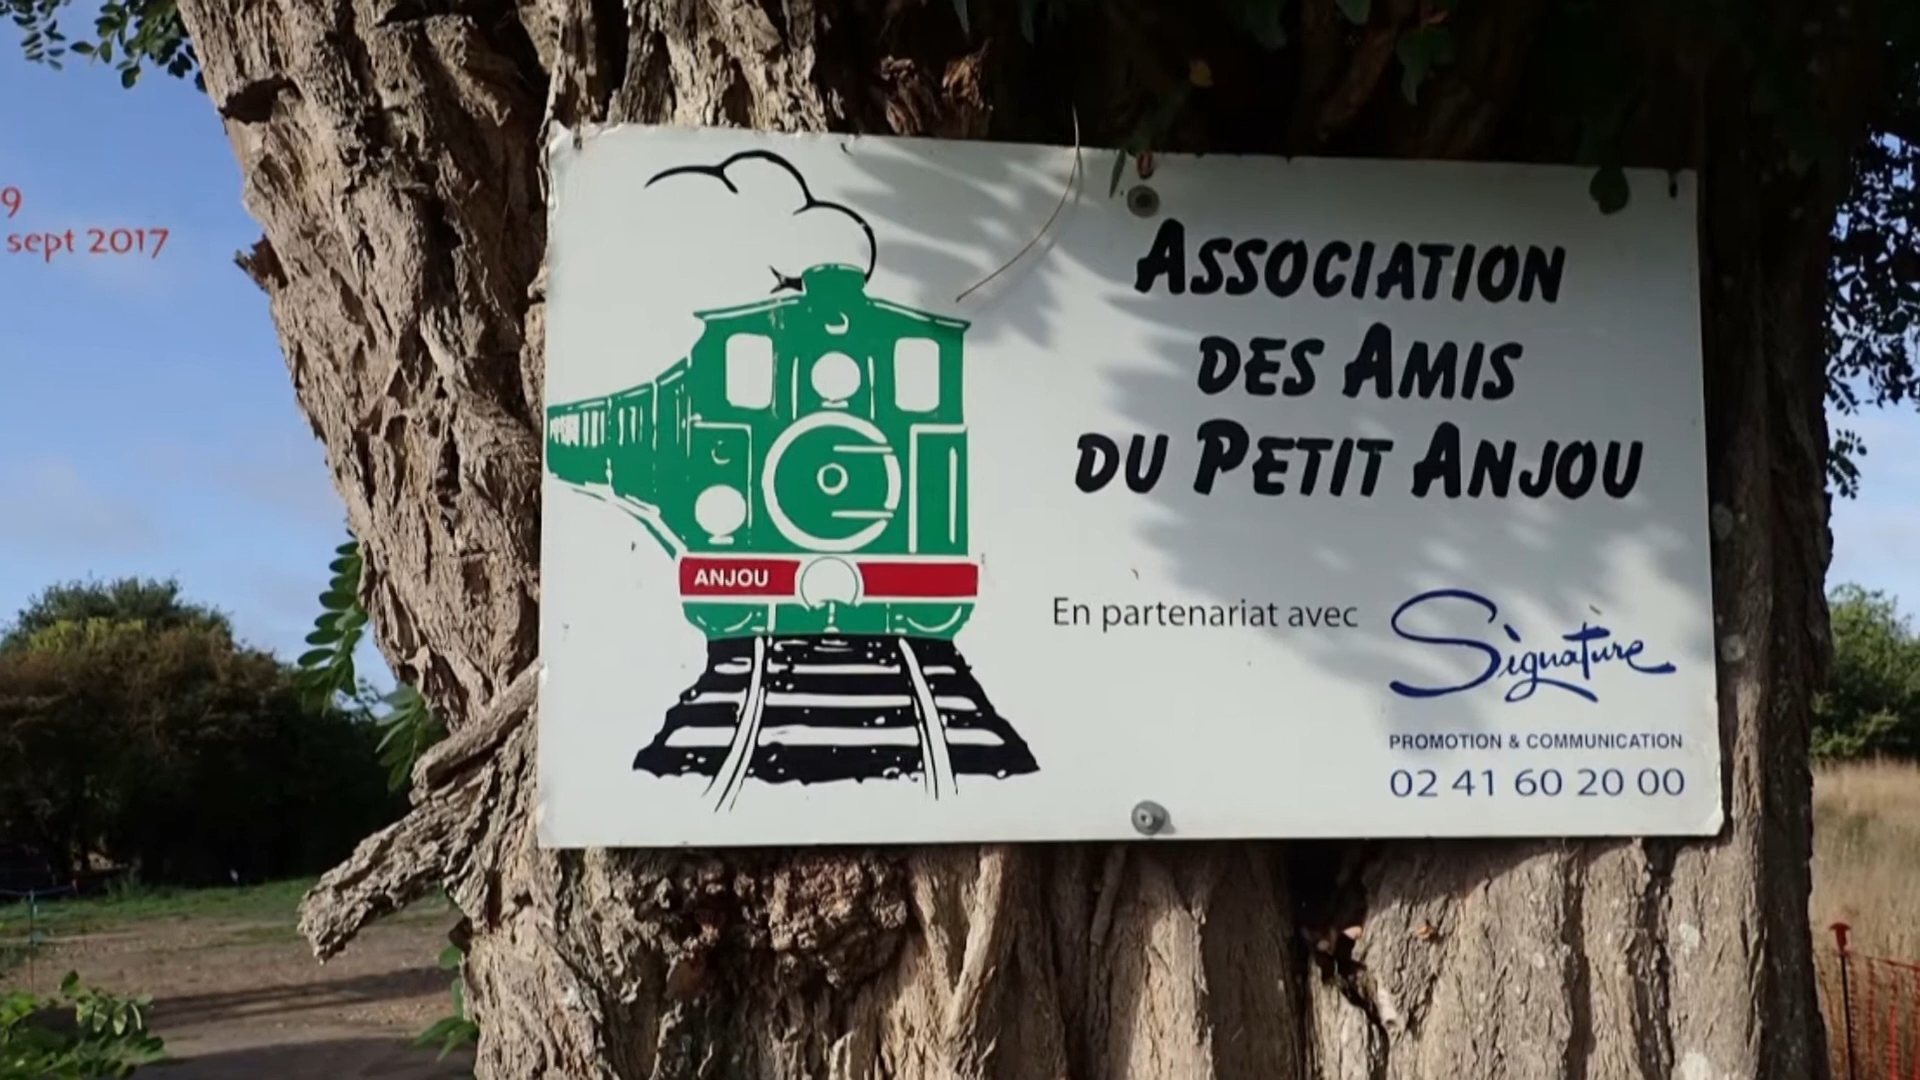 9
sept 2017
ASSOCIATION
DES AMIS
DU PETIT ANJOU
ANJOU
En partenariat avec
Signature
PROMOTION & COMMUNICATION
02 41 60 20 00